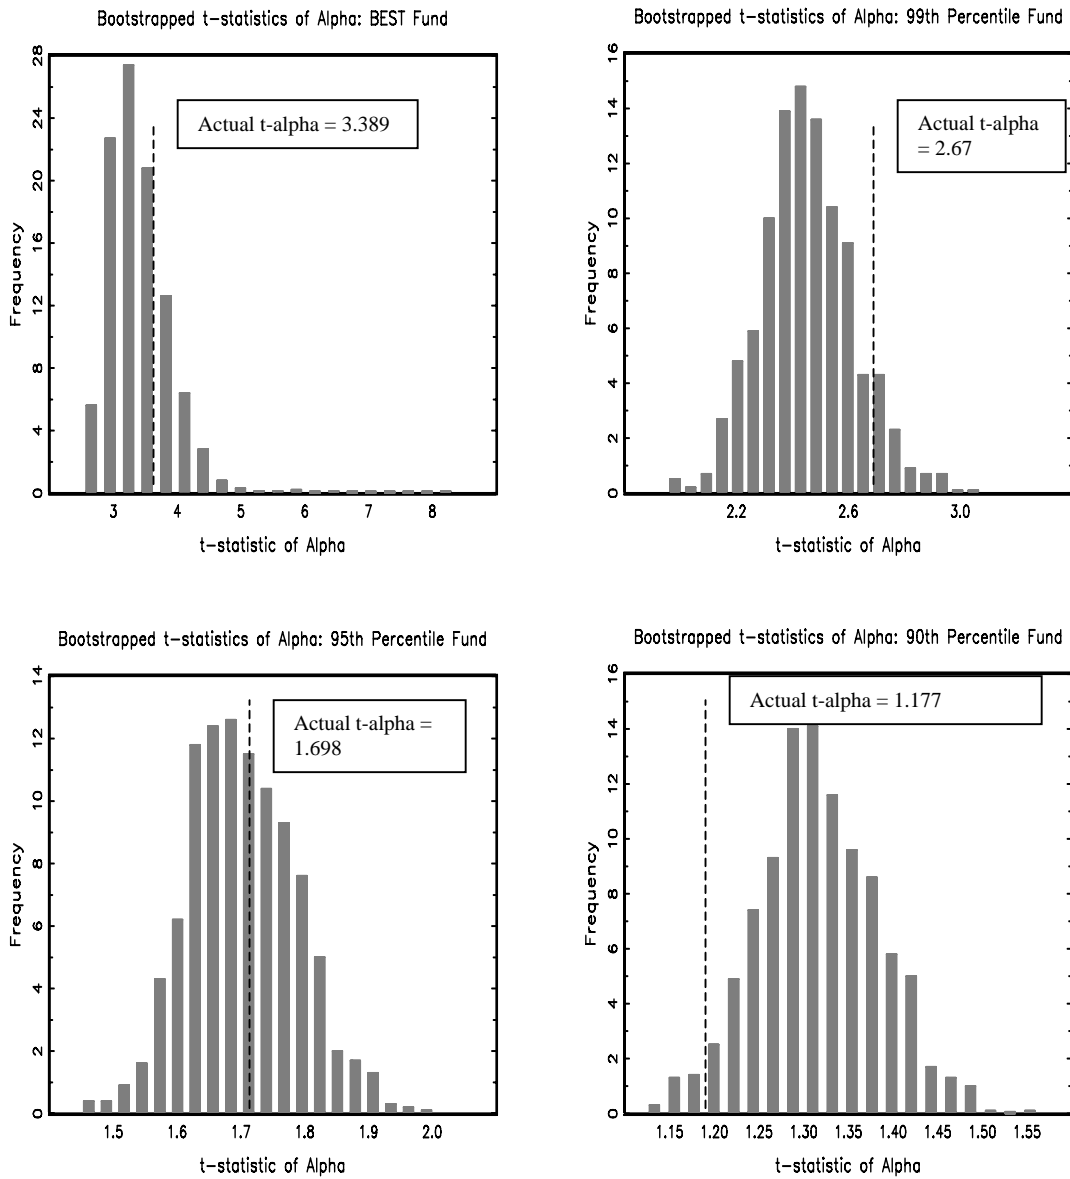 Bootstrapped t-statistics of Alpha: BEST Fund
28
24
20
16
12
8
4
0
Frequency
Actual t-alpha = 3.389
3 4 5 6 7 8
t-statistic of Alpha
Bootstrapped t-statistics of Alpha: 99th Percentile Fund
16
14
12
10
8
6
4
2
0
Frequency
Actual t-alpha
= 2.67
2.2 2.6 3.0
t-statistic of Alpha
Bootstrapped t-statistics of Alpha: 95th Percentile Fund
14
12
10
8
6
4
2
0
Frequency
Actual t-alpha =
1.698
1.5 1.6 1.7 1.8 1.9 2.0
t-statistic of Alpha
Bootstrapped t-statistics of Alpha: 90th Percentile Fund
16
14
12
10
8
6
4
2
0
Frequency
Actual t-alpha = 1.177
1.15 1.20 1.25 1.30 1.35 1.40 1.45 1.50 1.55
t-statistic of Alpha